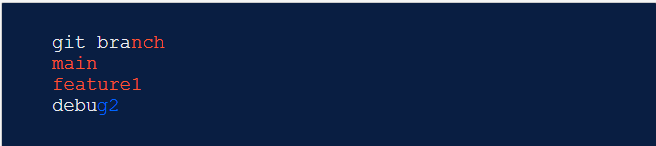 git branch
main
feature1
debug2